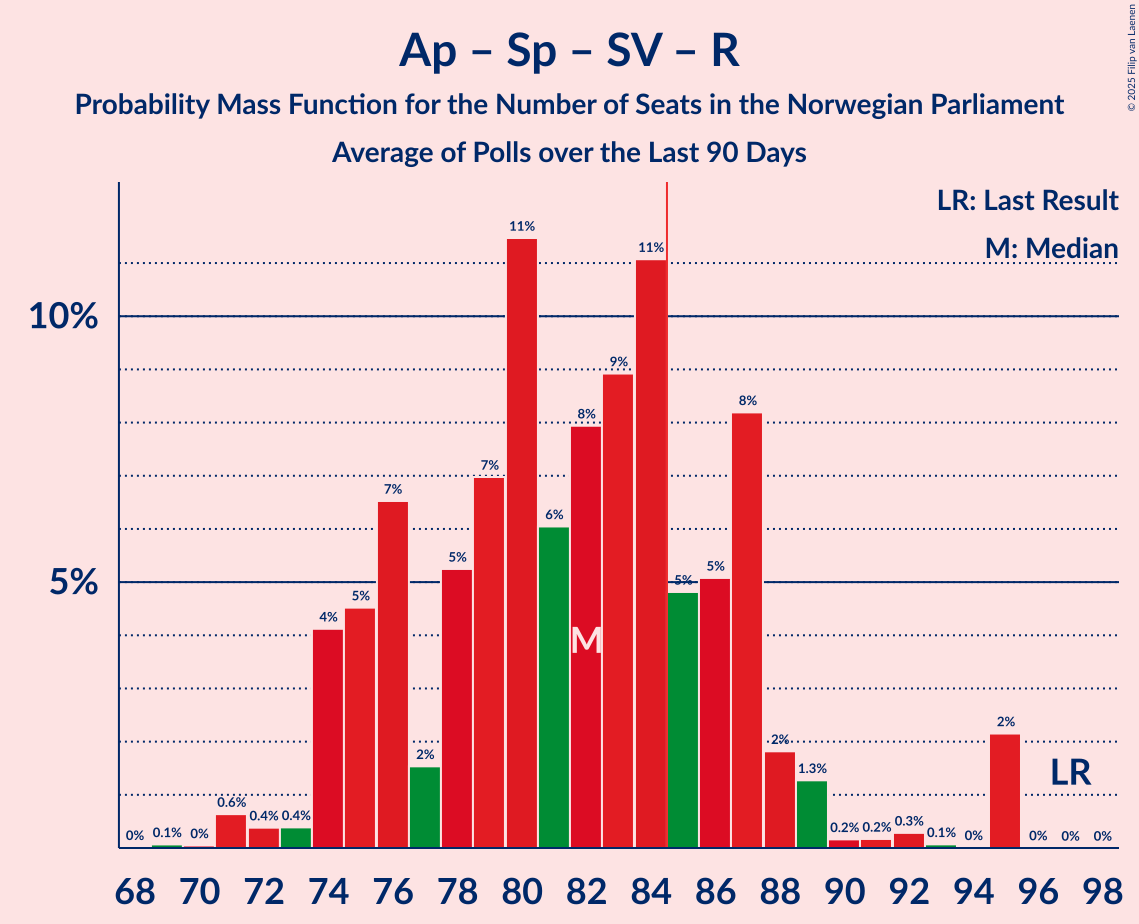 Ap – Sp – SV – R
Probability Mass Function for the Number of Seats in the Norwegian Parliament
Average of Polls over the Last 90 Days
© 2025 Filip van Laenen
LR: Last Result
M: Median
10%
5%
0% 0.1% 0% 0.6% 0.4% 0.4% 4% 5% 7% 2% 5% 7% 11% 6% 8% 9% 11% 5% 5% 8% 2% 1.3% 0.2% 0.2% 0.3% 0.1% 0% 2% 0% 0% 0%
M
LR
68 70 72 74 76 78 80 82 84 86 88 90 92 94 96 98